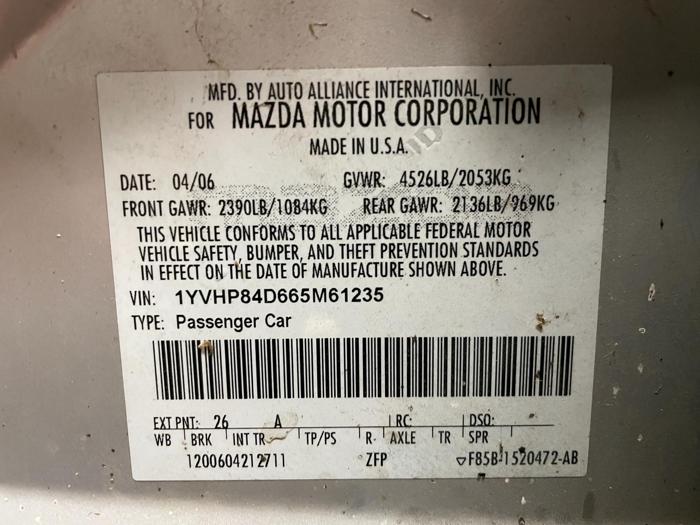 MFD. BY AUTO ALLIANCE INTERNATIONAL, INC.
FOR MAZDA MOTOR CORPORATION
MADE IN U.S.A.
DATE: 04/06 GVWR: 4526LB/2053KG
FRONT GAWR: 2390LB/1084KG REAR GAWR: 2136LB/969KG
THIS VEHICLE CONFORMS TO ALL APPLICABLE FEDERAL MOTOR
VEHICLE SAFETY, BUMPER, AND THEFT PREVENTION STANDARDS
IN EFFECT ON THE DATE OF MANUFACTURE SHOWN ABOVE.
VIN: 1YVHP84D665M61235
TYPE: Passenger Car
EXT PNT: 26 A RC: DSO:
WB BRK INT TR TP/PS R- AXLE TR SPR
1200604212711 ZFP ▽F85B-1520472-AB